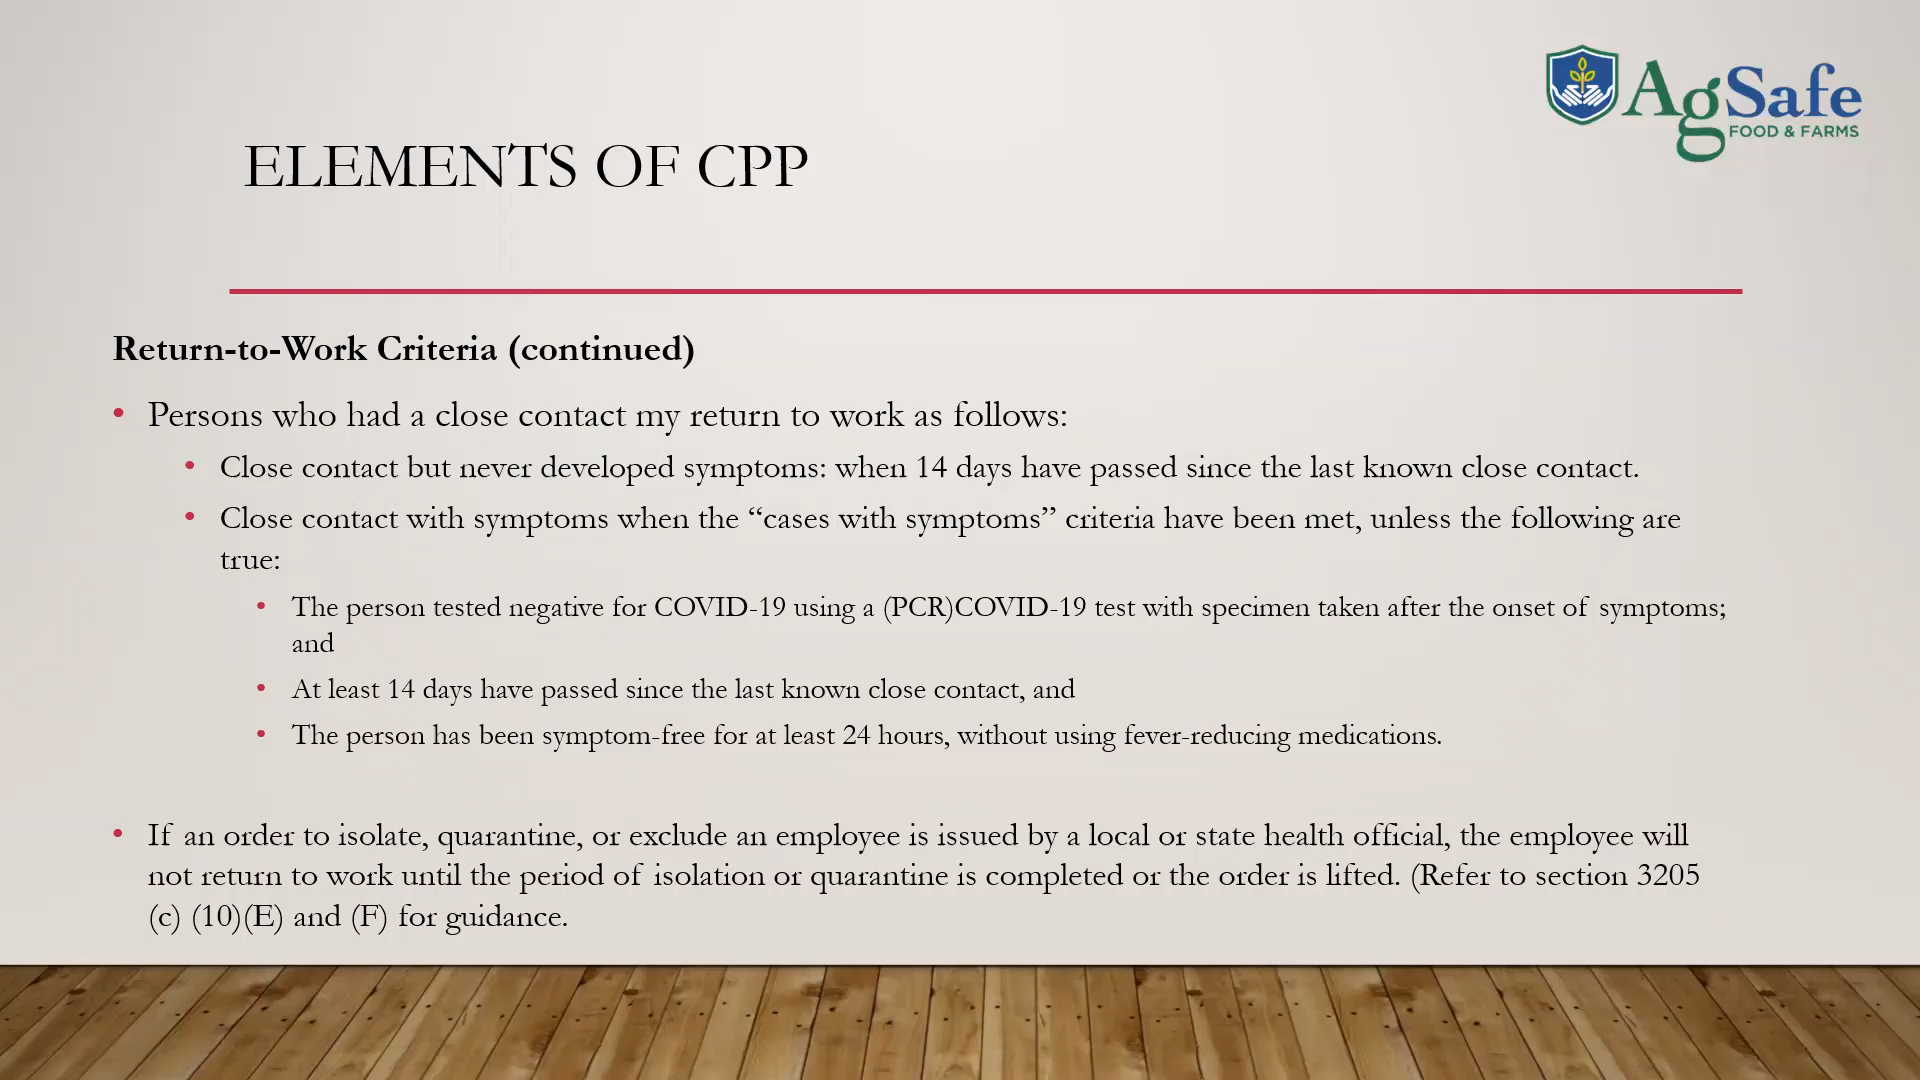 AgSafe
FOOD & FARMS
ELEMENTS OF CPP
Return-to-Work Criteria (continued)
• Persons who had a close contact my return to work as follows:
• Close contact but never developed symptoms: when 14 days have passed since the last known close contact.
• Close contact with symptoms when the “cases with symptoms” criteria have been met, unless the following are
true:
• The person tested negative for COVID-19 using a (PCR)COVID-19 test with specimen taken after the onset of symptoms;
and
• At least 14 days have passed since the last known close contact, and
• The person has been symptom-free for at least 24 hours, without using fever-reducing medications.
• If an order to isolate, quarantine, or exclude an employee is issued by a local or state health official, the employee will
not return to work until the period of isolation or quarantine is completed or the order is lifted. (Refer to section 3205
(c) (10)(E) and (F) for guidance.